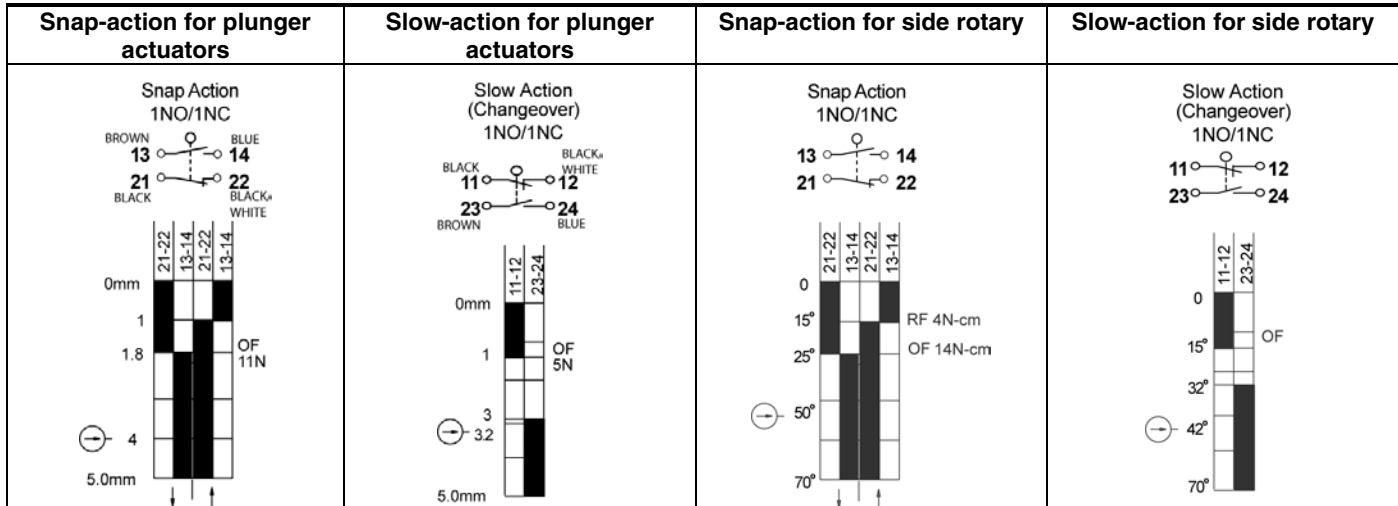 Snap-action for plunger
actuators
Slow-action for plunger
actuators
Snap-action for side rotary
Slow-action for side rotary
Snap Action
1NO/1NC
BROWN
BLUE
13
14
21
22
BLACK
BLACK
WHITE
21-22
13-14
21-22
13-14
0mm
1
1.8
OF
11N
4
5.0mm
Slow Action
(Changeover)
1NO/1NC
BLACK
BLACK
WHITE
11
12
23
24
BROWN
BLUE
11-12
23-24
0mm
1
OF
5N
3
3.2
5.0mm
Snap Action
1NO/1NC
13
14
21
22
21-22
13-14
21-22
13-14
0
15°
RF 4N-cm
25°
OF 14N-cm
50°
70°
Slow Action
(Changeover)
1NO/1NC
11
12
23
24
11-12
23-24
0
OF
15°
32°
42°
70°